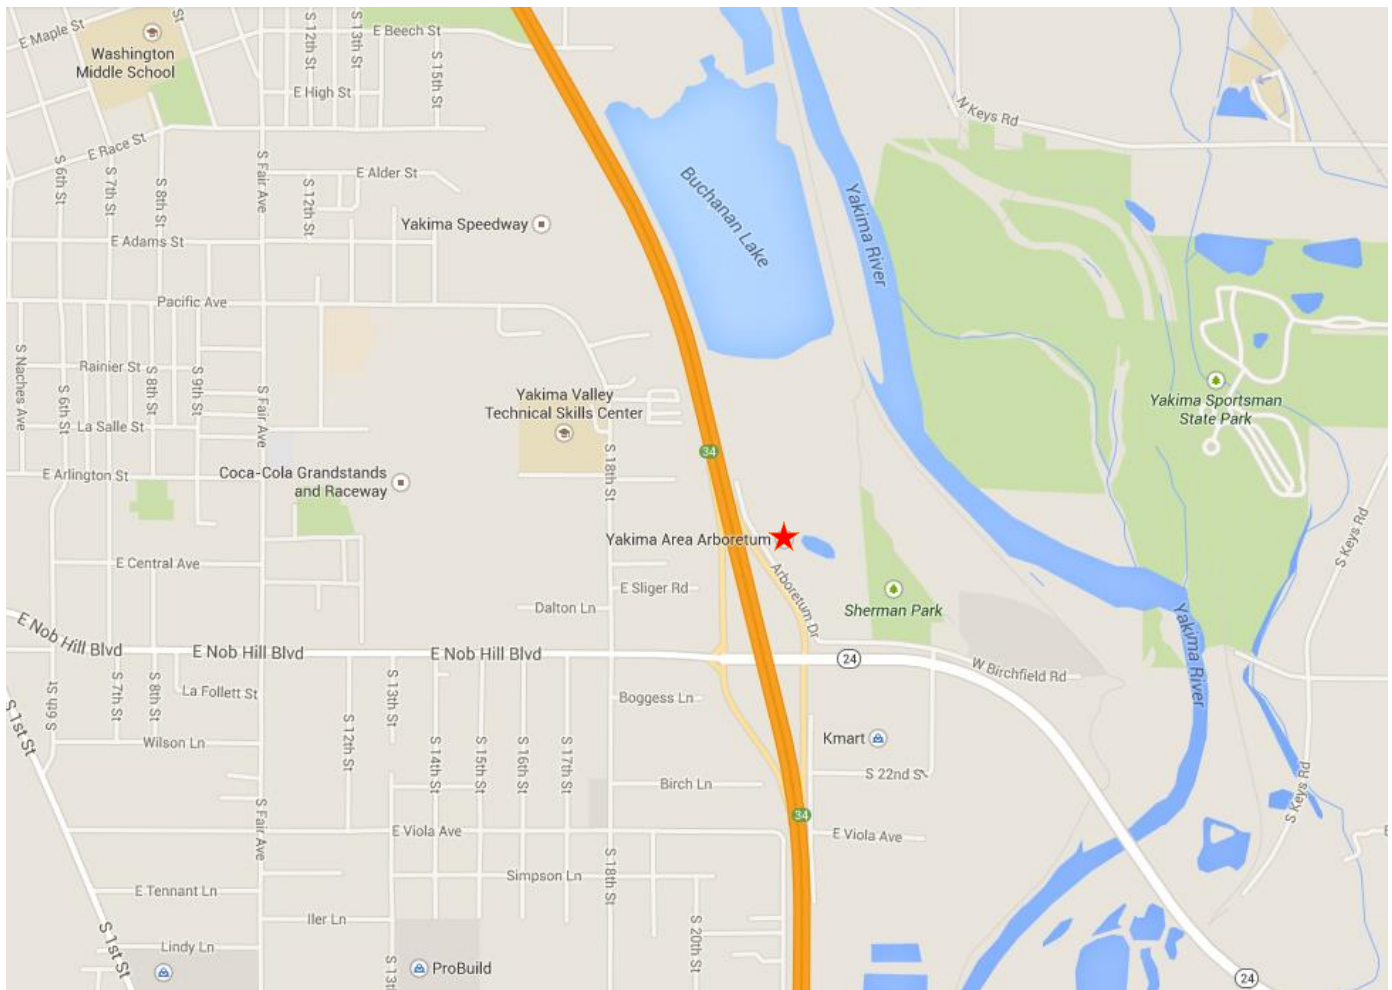 E Maple St
St
Washington
Middle School
S 12th St
S 13th St
E Beech St
S 15th St
E High St
N Keys Rd
E Race St
S 6th St
S 7th St
S 8th St
S Fair Ave
S 12th St
E Alder St
Buchanan Lake
Yakima River
Yakima Speedway
E Adams St
Pacific Ave
S Naches Ave
Rainier St
S 6th St
S 8th St
S 9th St
S Fair Ave
Yakima Valley
Technical Skills Center
Yakima Sportsman
State Park
La Salle St
34
S 18th St
E Arlington St
Coca-Cola Grandstands
and Raceway
S Keys Rd
Yakima Area Arboretum
E Central Ave
E Sliger Rd
Arboretum Dr
Dalton Ln
Sherman Park
Yakima River
E Nob Hill Blvd
E Nob Hill Blvd
E Nob Hill Blvd
24
W Birchfield Rd
S 6th St
S 7th St
S 8th St
La Follett St
S 13th St
Boggess Ln
S 1st St
Wilson Ln
S 12th St
S 14th St
S 15th St
S 16th St
S 17th St
Kmart
S 22nd S
Birch Ln
S Keys Rd
S Fair Ave
E Viola Ave
34
E Viola Ave
E
S 18th St
Simpson Ln
E Tennant Ln
Iler Ln
S 20th St
S 1st St
Lindy Ln
S 13t
ProBuild
24